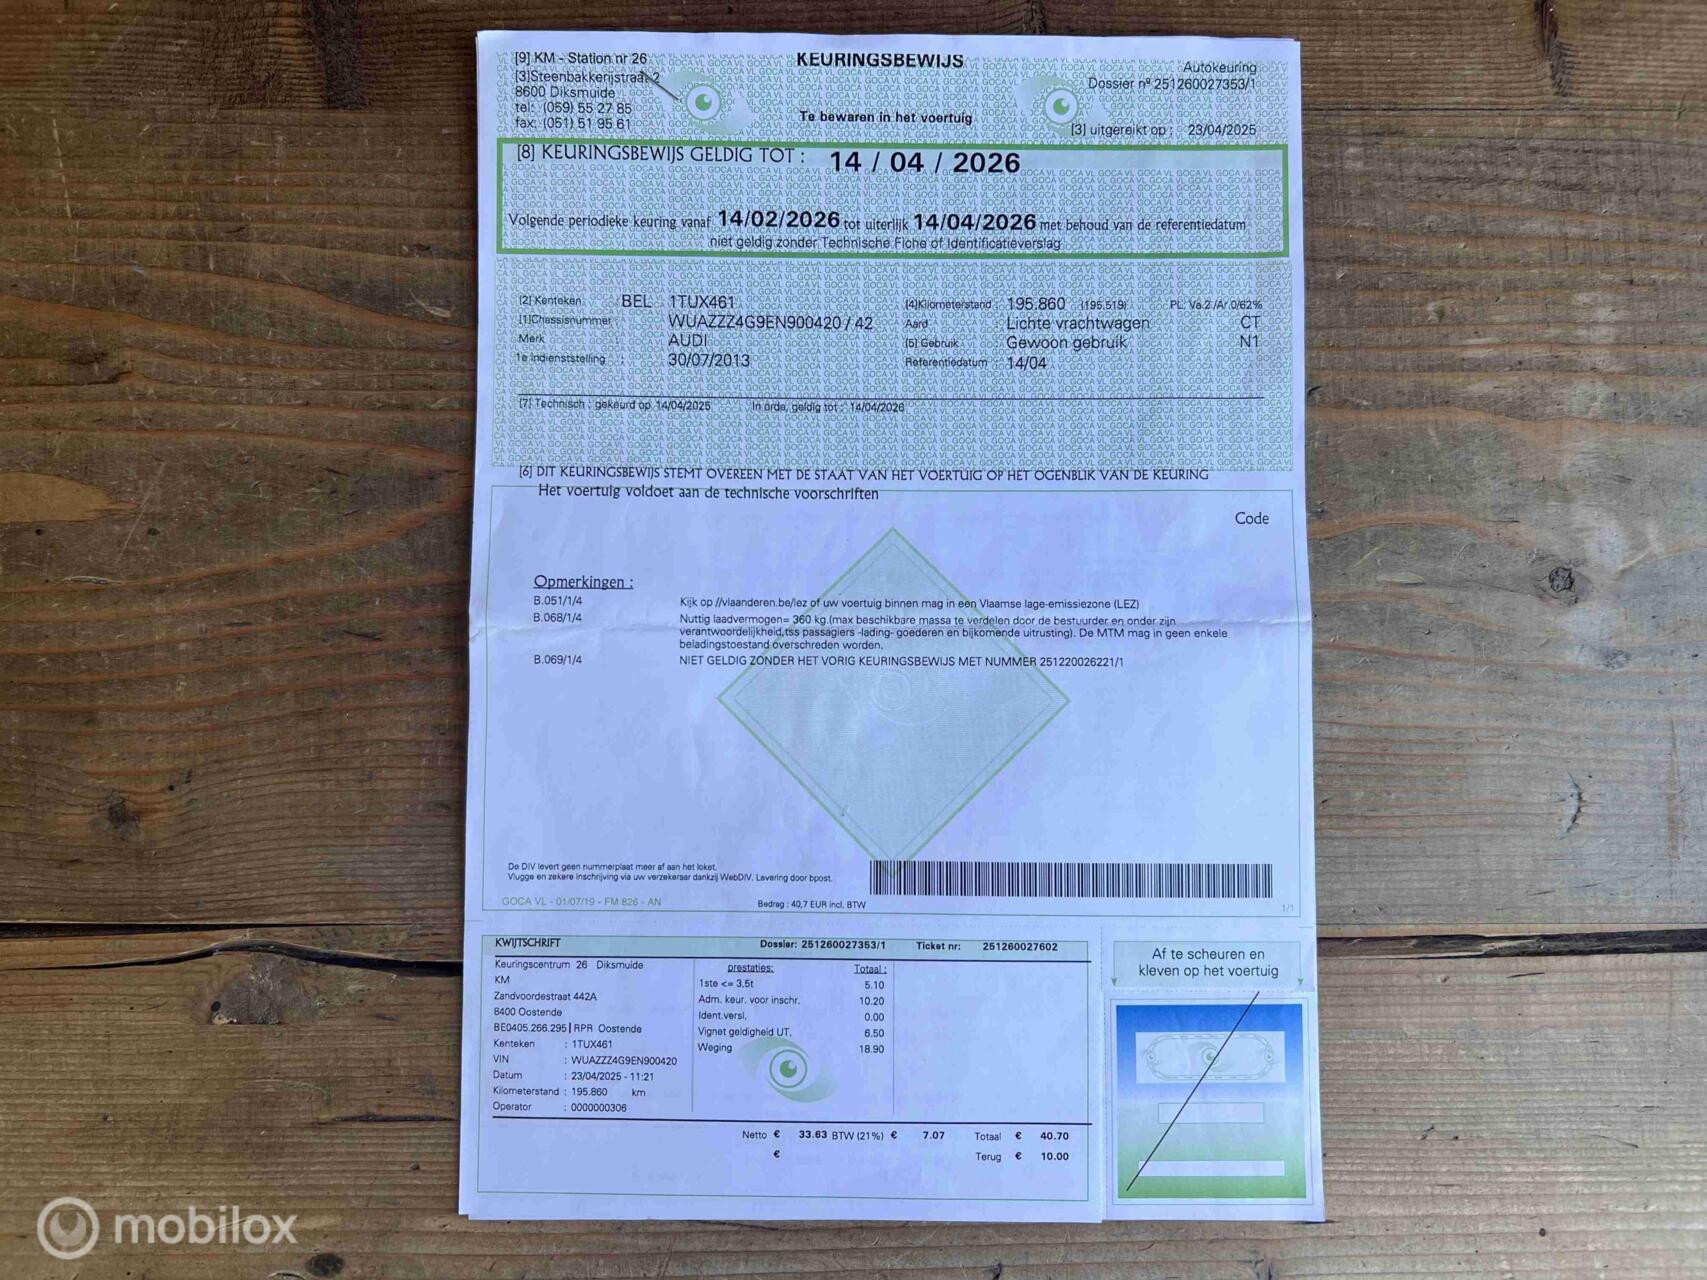 [9] KM - Station nr 26
[3]Steenbakkerijstraat 2
8600 Diksmuide
tel: (059) 55 27 85
fax: (051) 51 95 61
KEURINGSBEWIJS
Te bewaren in het voertuig
Autokeuring
Dossier nº 251260027353/1
[3] uitgereikt op : 23/04/2025
[8] KEURINGSBEWIJS GELDIG TOT : 14 / 04 / 2026
Volgende periodieke keuring vanaf 14/02/2026 tot uiterlijk 14/04/2026 met behoud van de referentiedatum
niet geldig zonder Technische Fiche of Identificatieverslag
[2] Kenteken : BEL 1TUX461
[1]Chassisnummer : WUAZZZ4G9EN900420 / 42
Merk : AUDI
1e Indienststelling : 30/07/2013
[4]Kilometerstand : 195.860 (195.519) PL: Va.2 /Ar.0/62%
Aard : Lichte vrachtwagen CT
[5] Gebruik : Gewoon gebruik N1
Referentiedatum : 14/04
[7] Technisch : gekeurd op 14/04/2025 In orde, geldig tot : 14/04/2026
[6] DIT KEURINGSBEWIJS STEMT OVEREEN MET DE STAAT VAN HET VOERTUIG OP HET OGENBLIK VAN DE KEURING
Het voertuig voldoet aan de technische voorschriften
Code
Opmerkingen :
B.051/1/4 Kijk op //vlaanderen.be/lez of uw voertuig binnen mag in een Vlaamse lage-emissiezone (LEZ)
B.068/1/4 Nuttig laadvermogen= 360 kg.(max beschikbare massa te verdelen door de bestuurder en onder zijn
verantwoordelijkheid,tss passagiers -lading- goederen en bijkomende uitrusting). De MTM mag in geen enkele
beladingstoestand overschreden worden.
B.069/1/4 NIET GELDIG ZONDER HET VORIG KEURINGSBEWIJS MET NUMMER 251220026221/1
De DIV levert geen nummerplaat meer af aan het loket.
Vlugge en zekere inschrijving via uw verzekeraar dankzij WebDIV. Levering door bpost.
GOCA VL - 01/07/19 - FM 826 - AN
Bedrag : 40,7 EUR incl. BTW
1/1
KWIJTSCHRIFT Dossier: 251260027353/1 Ticket nr: 251260027602
Keuringscentrum 26 Diksmuide
KM
Zandvoordestraat 442A
8400 Oostende
BE0405.266.295 | RPR Oostende
Kenteken : 1TUX461
VIN : WUAZZZ4G9EN900420
Datum : 23/04/2025 - 11:21
Kilometerstand : 195.860 km
Operator : 0000000306
prestaties: Totaal :
1ste <= 3,5t 5.10
Adm. keur. voor inschr. 10.20
Ident.versl. 0.00
Vignet geldigheid UT. 6.50
Weging 18.90
Netto € 33.63 BTW (21%) € 7.07 Totaal € 40.70
€ Terug € 10.00
Af te scheuren en
kleven op het voertuig
mobilox